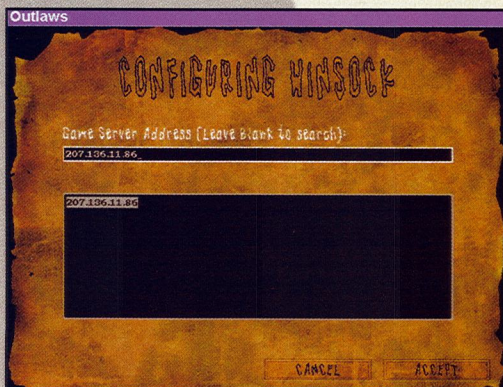 Outlaws
CONFIGURING WINSOCK
Game Server Address (Leave Blank to search):
207.136.11.86_
207.136.11.86
CANCEL
ACCEPT